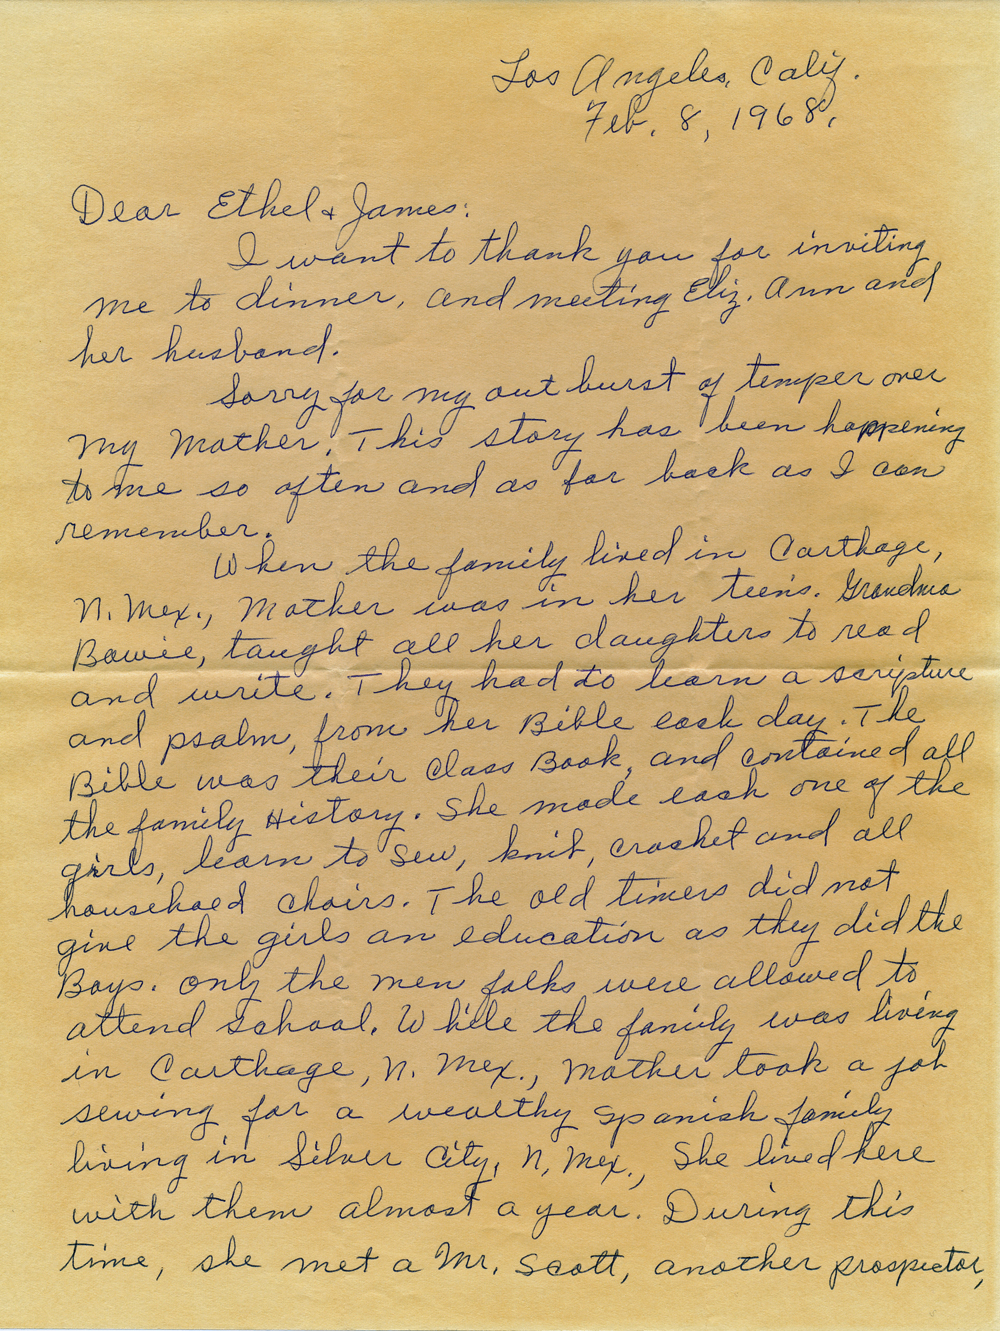 Los Angeles, Calif.
Feb. 8, 1968.
Dear Ethel & James:
I want to thank you for inviting
me to dinner, and meeting Eliz. Ann and
her husband.
Sorry for my out burst of temper over
my Mother. This story has been happening
to me so often and as far back as I can
remember.
When the family lived in Carthage,
N. Mex., Mother was in her teens. Grandma
Bowie, taught all her daughters to read
and write. They had to learn a scripture
and psalm, from her Bible each day. The
Bible was their Class Book, and contained all
the family History. She made each one of the
girls, learn to sew, knit, crochet and all
househoed choirs. The old timers did not
give the girls an education as they did the
Boys. Only the men folks were allowed to
attend school. While the family was living
in Carthage, N. Mex., Mother took a job
sewing for a wealthy Spanish family
living in Silver City, N, Mex., She lived here
with them almost a year. During this
time, she met a Mr. Scott, another prospector,